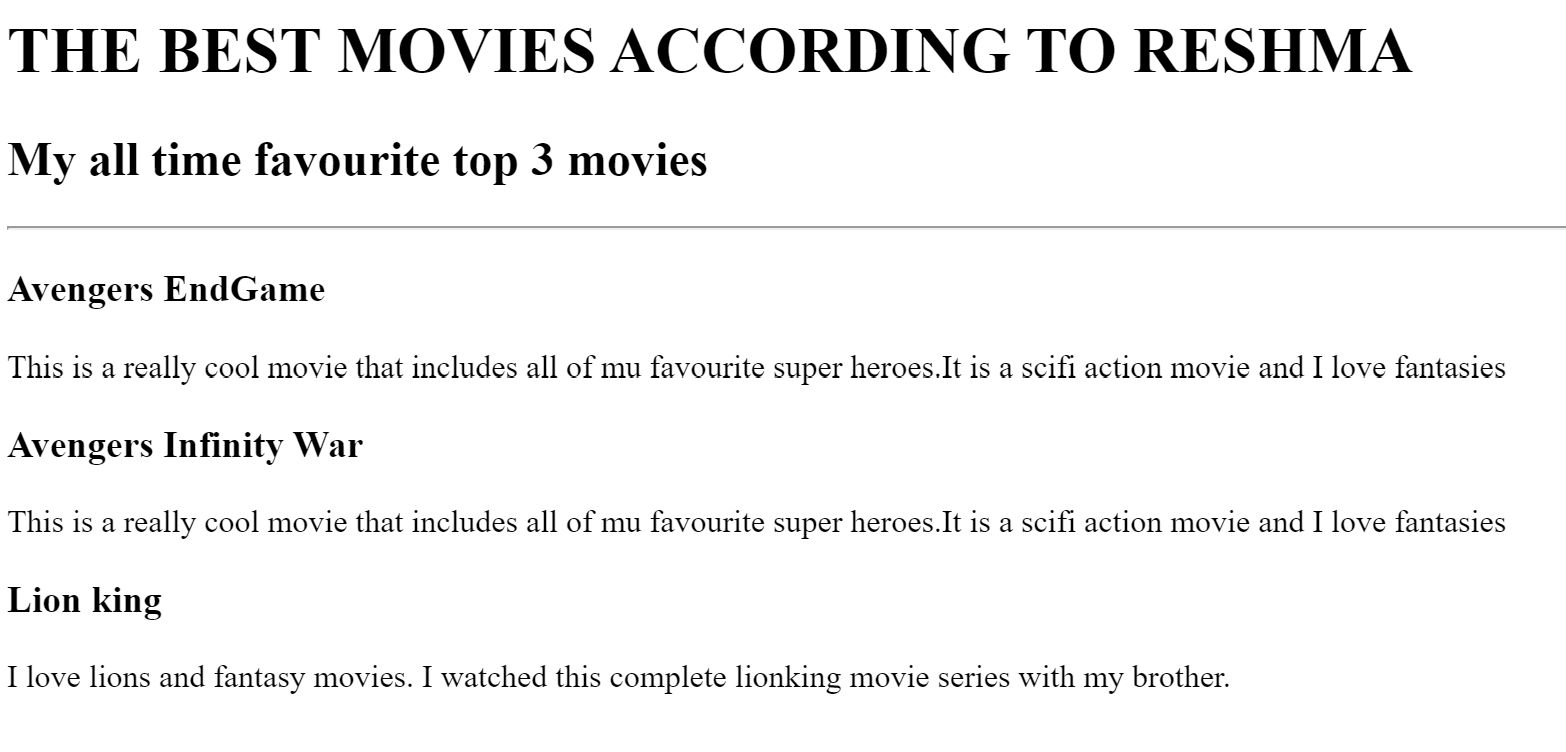 THE BEST MOVIES ACCORDING TO RESHMA
My all time favourite top 3 movies
Avengers EndGame
This is a really cool movie that includes all of mu favourite super heroes.It is a scifi action movie and I love fantasies
Avengers Infinity War
This is a really cool movie that includes all of mu favourite super heroes.It is a scifi action movie and I love fantasies
Lion king
I love lions and fantasy movies. I watched this complete lionking movie series with my brother.